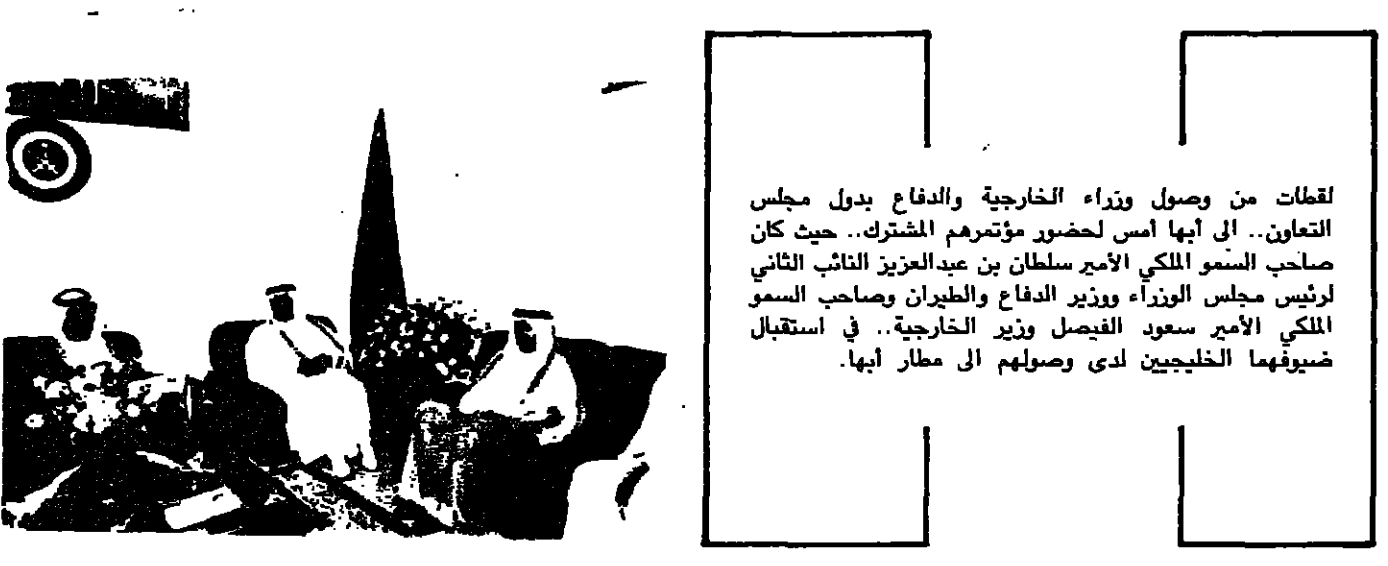 لقطات من وصول وزراء الخارجية والدفاع بدول مجلس
التعاون.. الى أبها أمس لحضور مؤتمرهم المشترك.. حيث كان
صاحب السمو الملكي الأمير سلطان بن عبدالعزيز النائب الثاني
لرئيس مجلس الوزراء ووزير الدفاع والطيران وصاحب السمو
الملكي الأمير سعود الفيصل وزير الخارجية.. في استقبال
ضيوفهما الخليجيين لدى وصولهم الى مطار أبها.